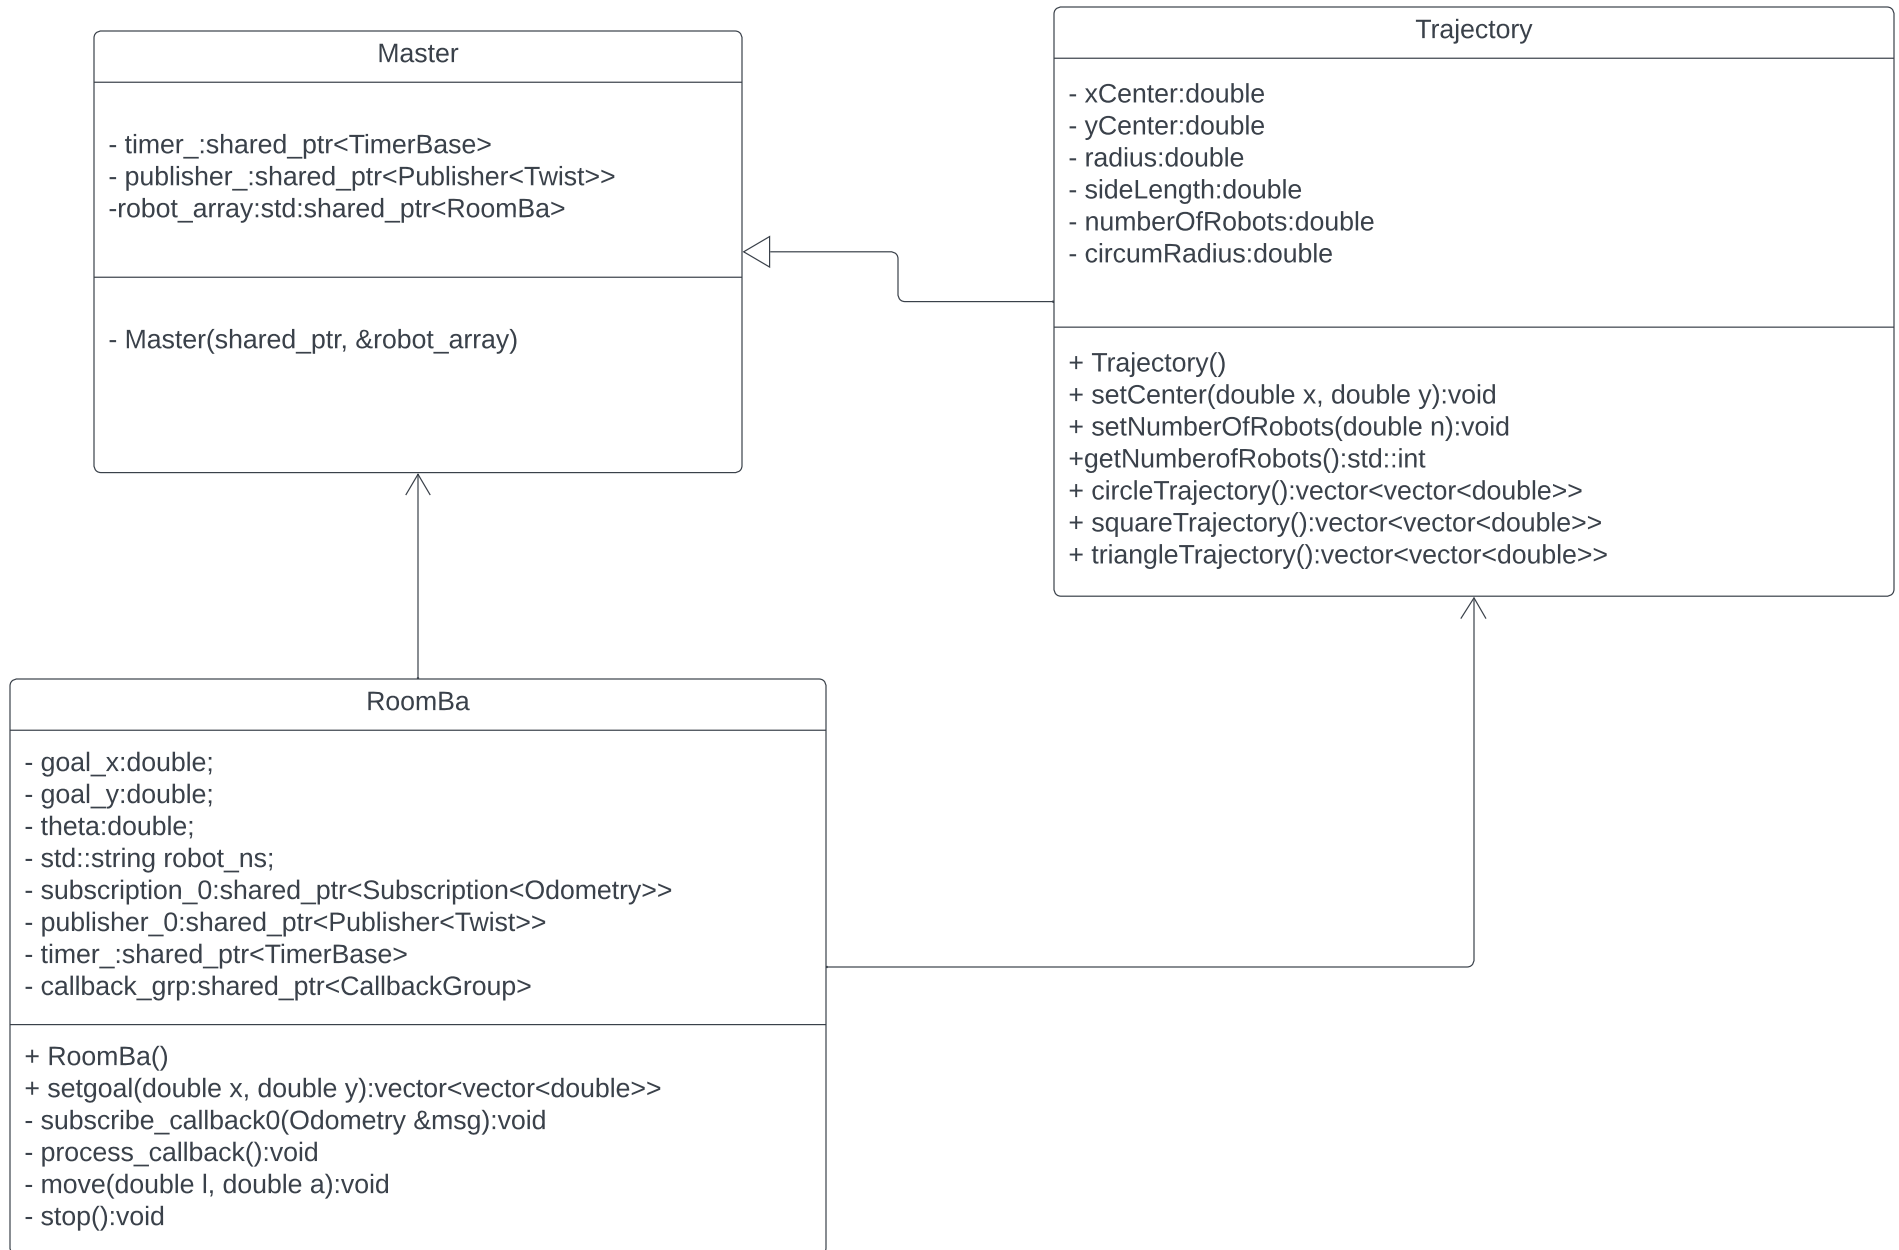 Master
- timer_:shared_ptr<TimerBase>
- publisher_:shared_ptr<Publisher<Twist>>
-robot_array:std:shared_ptr<RoomBa>
- Master(shared_ptr, &robot_array)
Trajectory
- xCenter:double
- yCenter:double
- radius:double
- sideLength:double
- numberOfRobots:double
- circumRadius:double
+ Trajectory()
+ setCenter(double x, double y):void
+ setNumberOfRobots(double n):void
+getNumberofRobots():std::int
+ circleTrajectory():vector<vector<double>>
+ squareTrajectory():vector<vector<double>>
+ triangleTrajectory():vector<vector<double>>
RoomBa
- goal_x:double;
- goal_y:double;
- theta:double;
- std::string robot_ns;
- subscription_0:shared_ptr<Subscription<Odometry>>
- publisher_0:shared_ptr<Publisher<Twist>>
- timer_:shared_ptr<TimerBase>
- callback_grp:shared_ptr<CallbackGroup>
+ RoomBa()
+ setgoal(double x, double y):vector<vector<double>>
- subscribe_callback0(Odometry &msg):void
- process_callback():void
- move(double l, double a):void
- stop():void